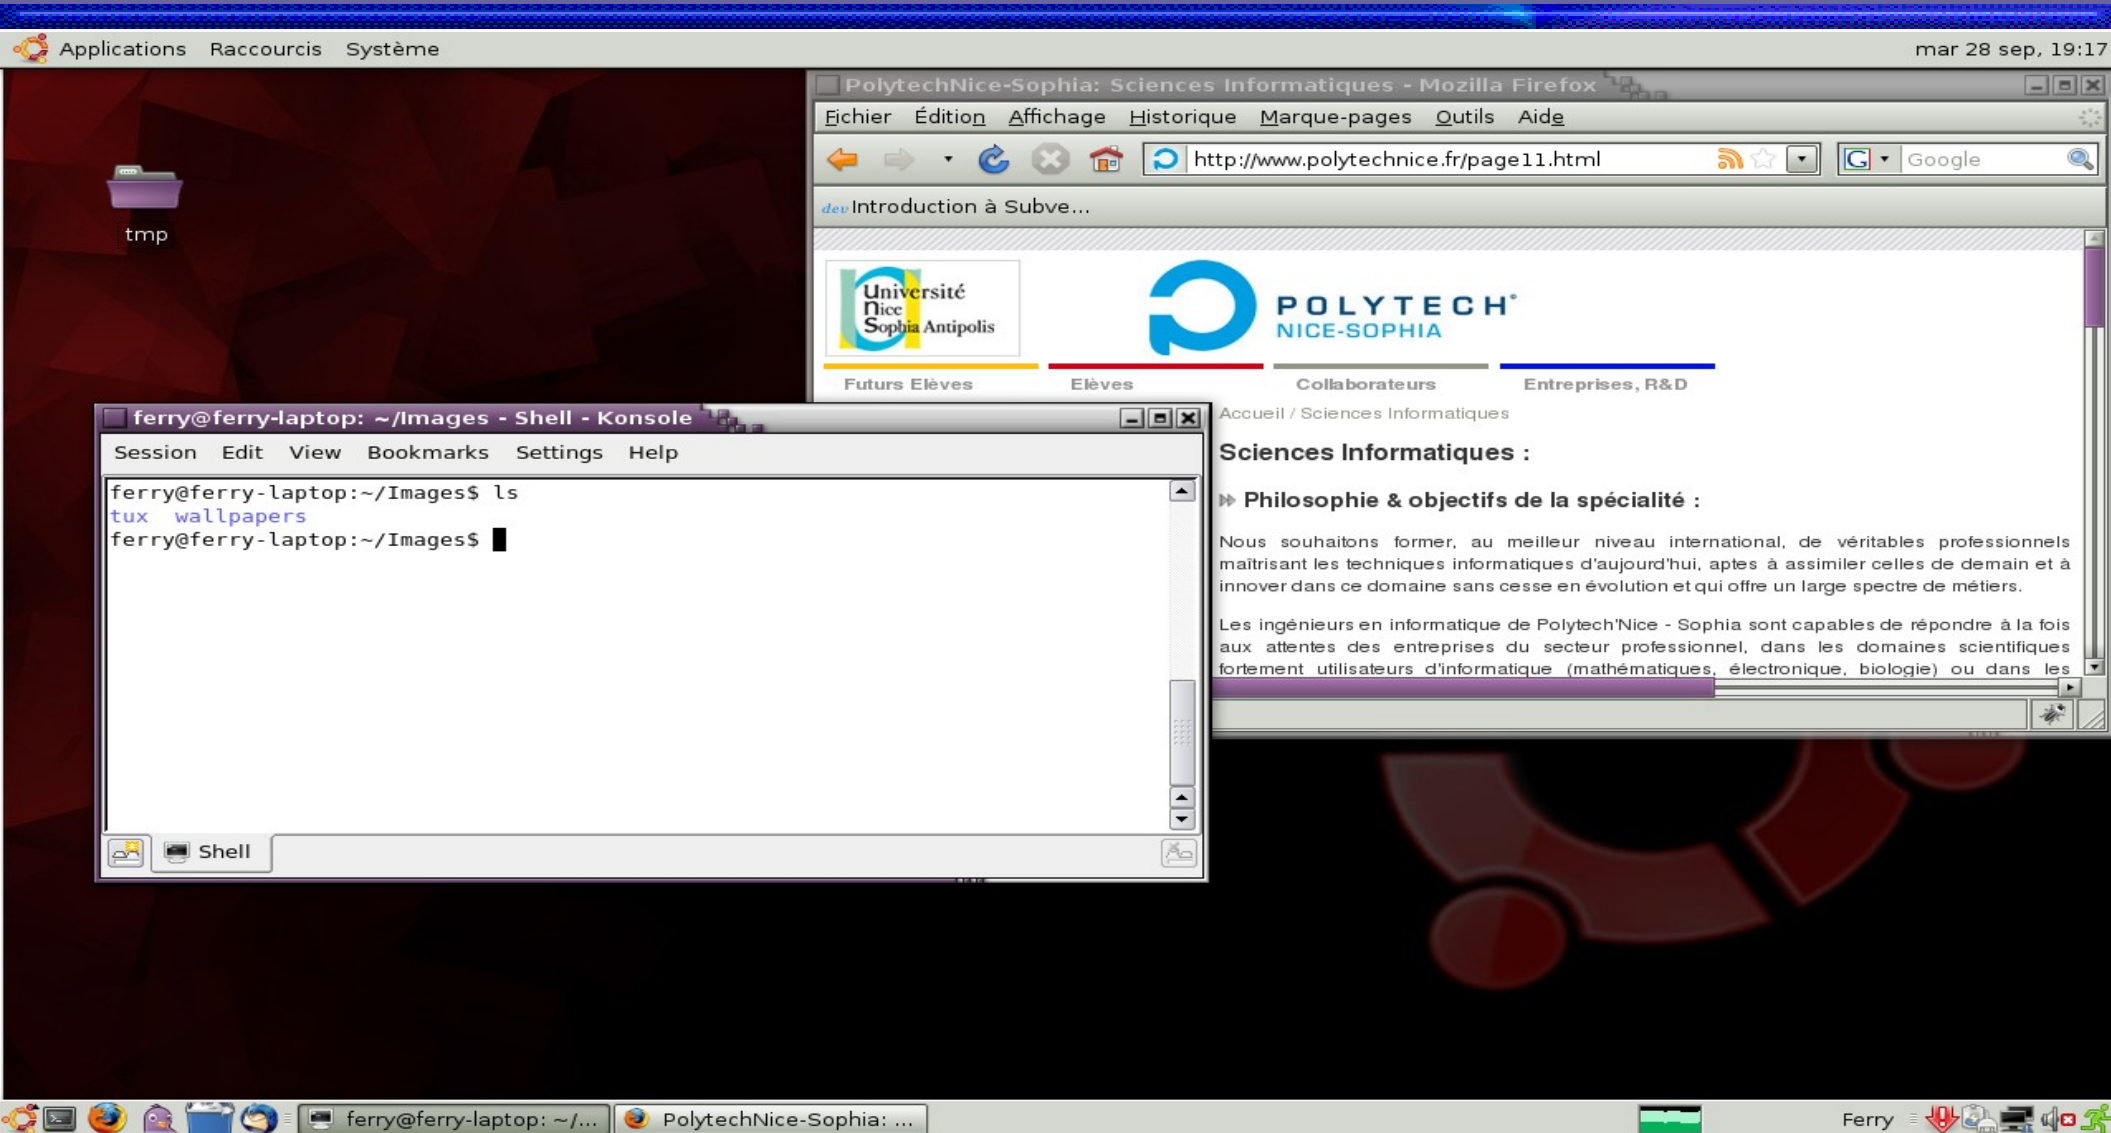 Applications Raccourcis Système
mar 28 sep, 19:17
tmp
PolytechNice-Sophia: Sciences Informatiques - Mozilla Firefox
Fichier Édition Affichage Historique Marque-pages Outils Aide
http://www.polytechnice.fr/page11.html
G Google
dev Introduction à Subve...
Université
Nice
Sophia Antipolis
POLYTECH°
NICE-SOPHIA
Futurs Elèves Elèves Collaborateurs Entreprises, R&D
Accueil / Sciences Informatiques
Sciences Informatiques :
Philosophie & objectifs de la spécialité :
Nous souhaitons former, au meilleur niveau international, de véritables professionnels
maîtrisant les techniques informatiques d'aujourd'hui, aptes à assimiler celles de demain et à
innover dans ce domaine sans cesse en évolution et qui offre un large spectre de métiers.
Les ingénieurs en informatique de Polytech'Nice - Sophia sont capables de répondre à la fois
aux attentes des entreprises du secteur professionnel, dans les domaines scientifiques
fortement utilisateurs d'informatique (mathématiques, électronique, biologie) ou dans les
ferry@ferry-laptop: ~/Images - Shell - Konsole
Session Edit View Bookmarks Settings Help
ferry@ferry-laptop:~/Images$ ls
tux wallpapers
ferry@ferry-laptop:~/Images$
Shell
ferry@ferry-laptop: ~/...
PolytechNice-Sophia: ...
Ferry